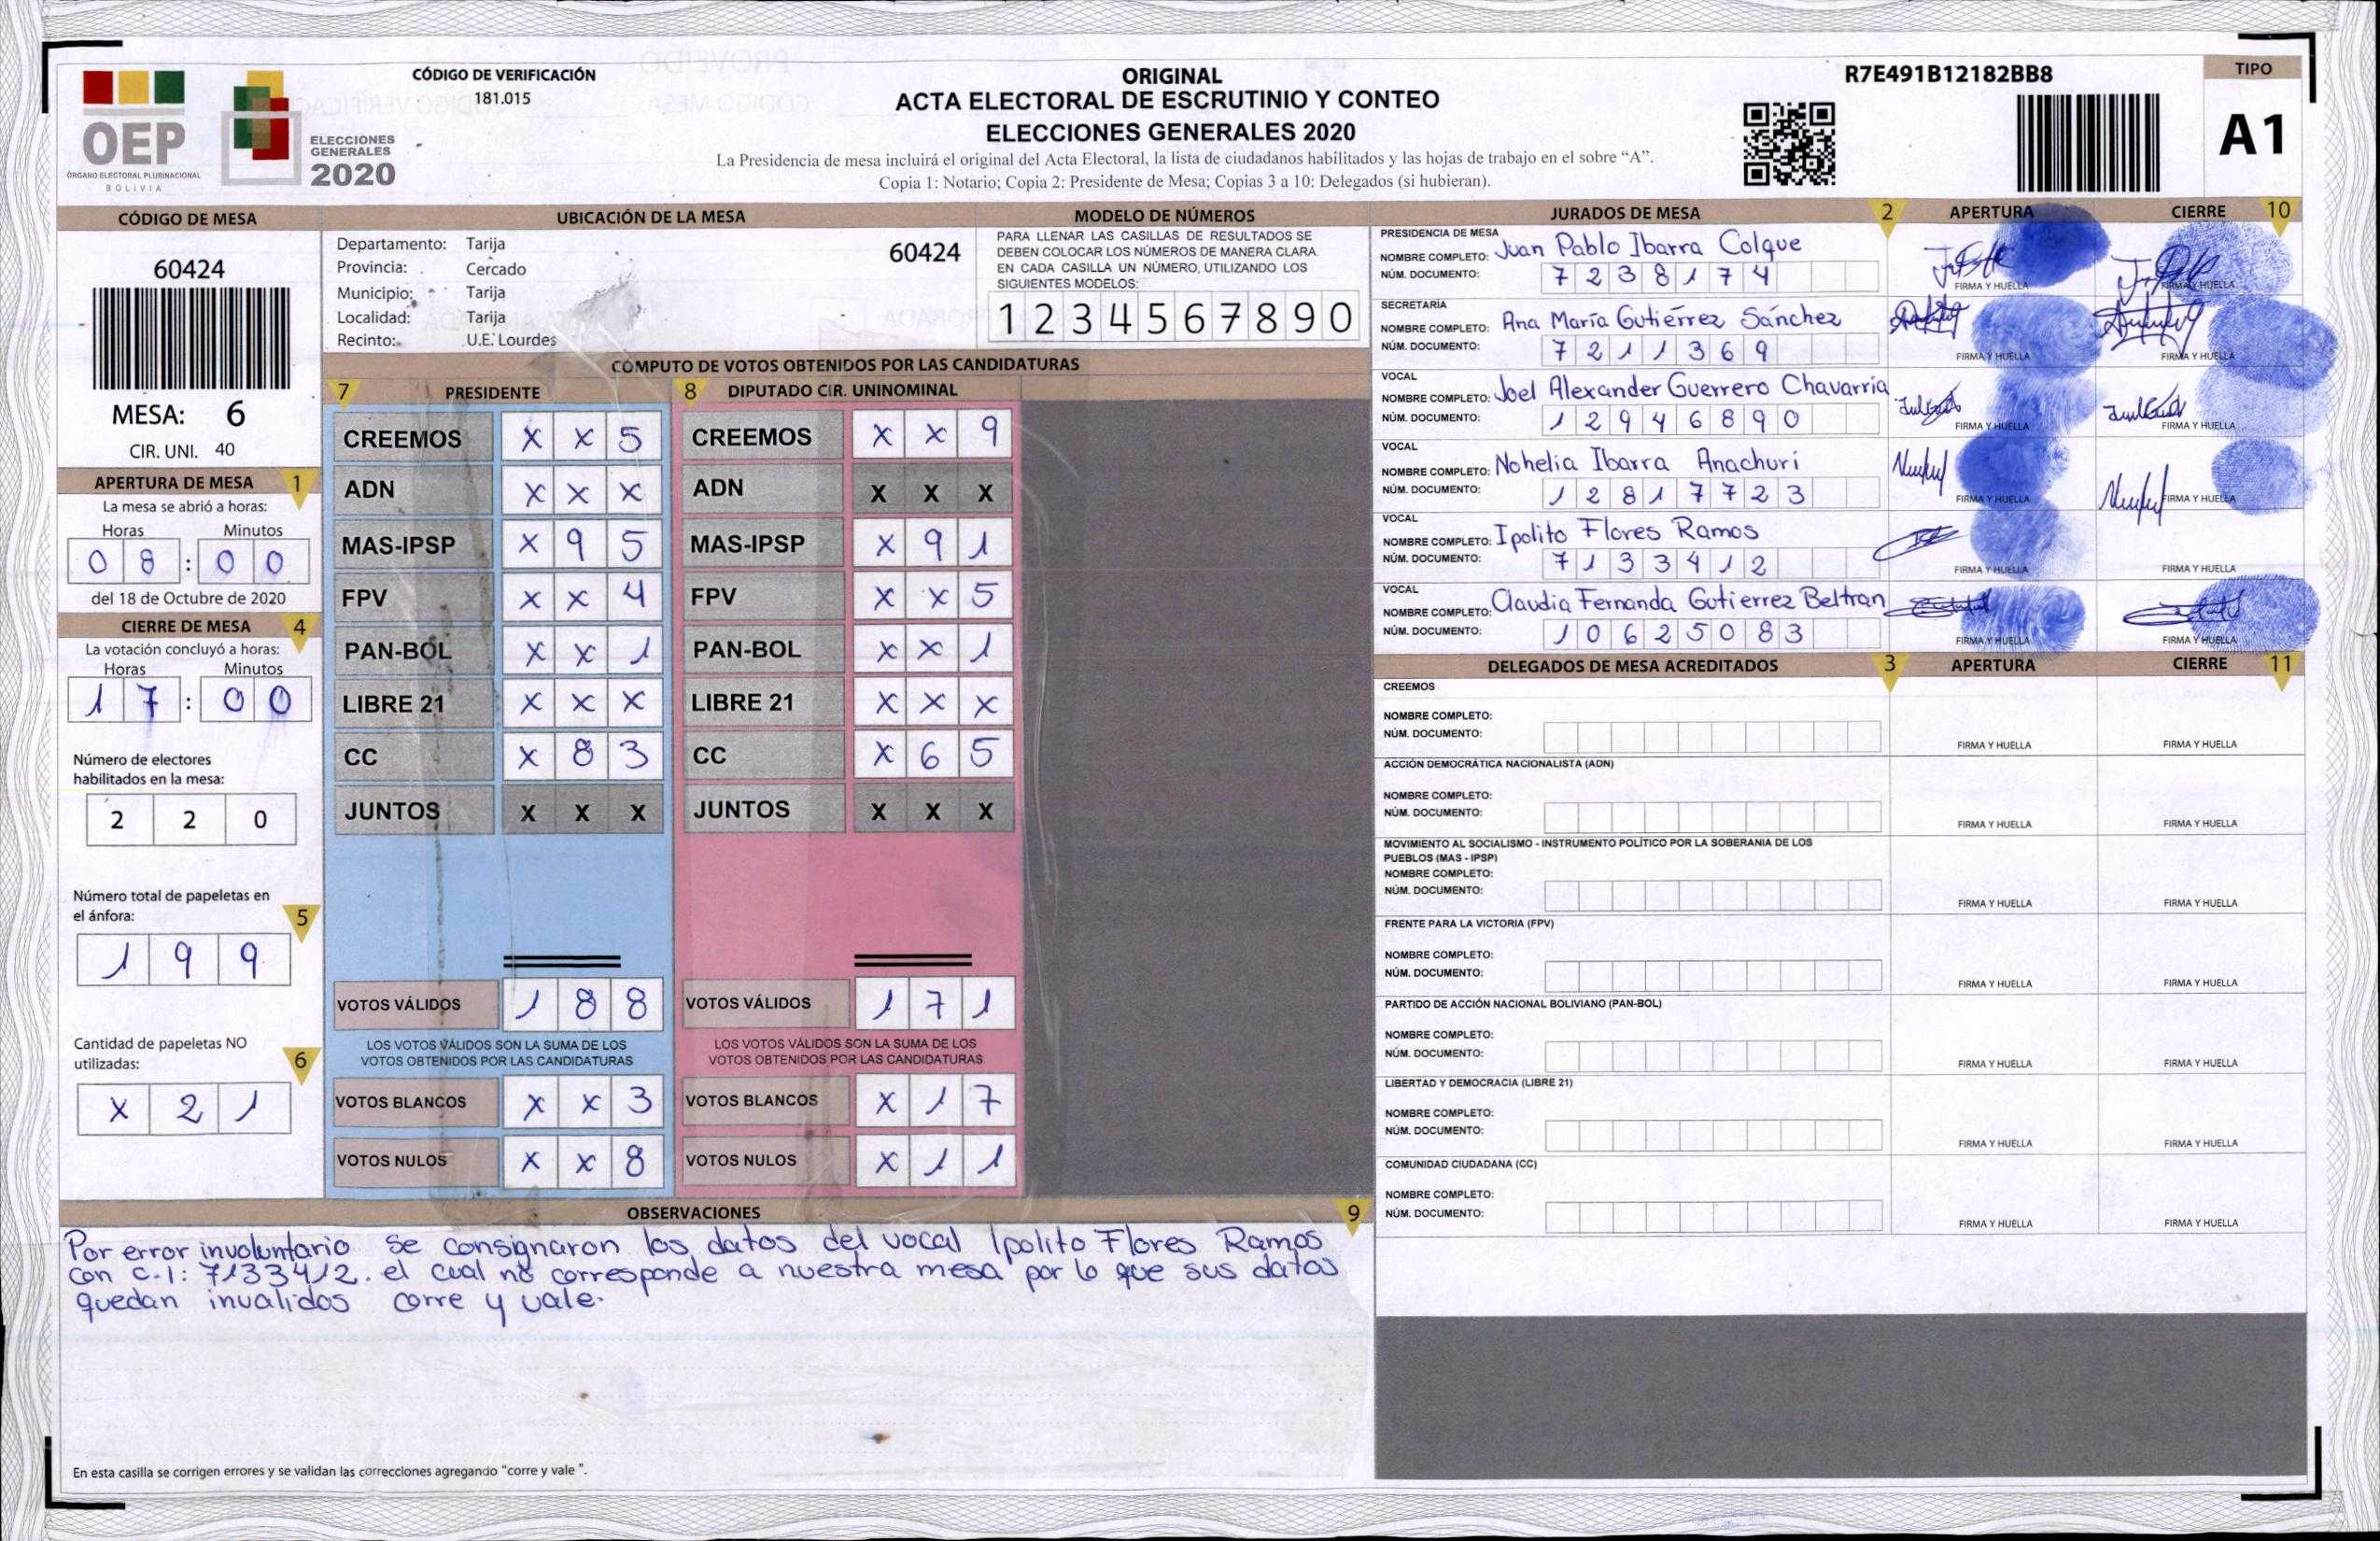 OEP
ÓRGANO ELECTORAL PLURINACIONAL
BOLIVIA
ELECCIONES
GENERALES
2020
CÓDIGO DE VERIFICACIÓN
181.015
ORIGINAL
ACTA ELECTORAL DE ESCRUTINIO Y CONTEO
ELECCIONES GENERALES 2020
La Presidencia de mesa incluirá el original del Acta Electoral, la lista de ciudadanos habilitados y las hojas de trabajo en el sobre “A”.
Copia 1: Notario; Copia 2: Presidente de Mesa; Copias 3 a 10: Delegados (si hubieran).
R7E491B12182BB8
TIPO
A1
CÓDIGO DE MESA
60424
MESA: 6
CIR. UNI. 40
APERTURA DE MESA 1
La mesa se abrió a horas:
Horas Minutos
0 8 : 0 0
del 18 de Octubre de 2020
CIERRE DE MESA 4
La votación concluyó a horas:
Horas Minutos
1 7 : 0 0
Número de electores
habilitados en la mesa:
2 2 0
Número total de papeletas en
el ánfora: 5
1 9 9
Cantidad de papeletas NO
utilizadas: 6
X 2 1
UBICACIÓN DE LA MESA
Departamento: Tarija
60424
Provincia: Cercado
Municipio: Tarija
Localidad: Tarija
Recinto: U.E. Lourdes
MODELO DE NÚMEROS
PARA LLENAR LAS CASILLAS DE RESULTADOS SE
DEBEN COLOCAR LOS NÚMEROS DE MANERA CLARA
EN CADA CASILLA UN NÚMERO, UTILIZANDO LOS
SIGUIENTES MODELOS:
1 2 3 4 5 6 7 8 9 0
CÓMPUTO DE VOTOS OBTENIDOS POR LAS CANDIDATURAS
7 PRESIDENTE
CREEMOS X X 5
ADN X X X
MAS-IPSP X 9 5
FPV X X 4
PAN-BOL X X 1
LIBRE 21 X X X
CC X 8 3
JUNTOS X X X
VOTOS VÁLIDOS 1 8 8
LOS VOTOS VÁLIDOS SON LA SUMA DE LOS
VOTOS OBTENIDOS POR LAS CANDIDATURAS
VOTOS BLANCOS X X 3
VOTOS NULOS X X 8
8 DIPUTADO CIR. UNINOMINAL
CREEMOS X X 9
ADN X X X
MAS-IPSP X 9 1
FPV X X 5
PAN-BOL X X 1
LIBRE 21 X X X
CC X 6 5
JUNTOS X X X
VOTOS VÁLIDOS 1 7 1
LOS VOTOS VÁLIDOS SON LA SUMA DE LOS
VOTOS OBTENIDOS POR LAS CANDIDATURAS
VOTOS BLANCOS X 1 7
VOTOS NULOS X 1 1
OBSERVACIONES 9
Por error involuntario se consignaron los datos del vocal Ipolito Flores Ramos
con c.I: 7133412. el cual no corresponde a nuestra mesa por lo que sus datos
quedan invalidos corre y vale.
En esta casilla se corrigen errores y se validan las correcciones agregando “corre y vale ”.
JURADOS DE MESA 2 APERTURA CIERRE 10
PRESIDENCIA DE MESA
NOMBRE COMPLETO: Juan Pablo Ibarra Colque
NÚM. DOCUMENTO: 7 2 3 8 1 7 4
FIRMA Y HUELLA FIRMA Y HUELLA
SECRETARÍA
NOMBRE COMPLETO: Ana María Gutiérrez Sánchez
NÚM. DOCUMENTO: 7 2 1 1 3 6 9
FIRMA Y HUELLA FIRMA Y HUELLA
VOCAL
NOMBRE COMPLETO: Joel Alexander Guerrero Chavarria
NÚM. DOCUMENTO: 1 2 9 4 6 8 9 0
FIRMA Y HUELLA FIRMA Y HUELLA
VOCAL
NOMBRE COMPLETO: Nohelia Ibarra Anachuri
NÚM. DOCUMENTO: 1 2 8 1 7 7 2 3
FIRMA Y HUELLA FIRMA Y HUELLA
VOCAL
NOMBRE COMPLETO: Ipolito Flores Ramos
NÚM. DOCUMENTO: 7 1 3 3 4 1 2
FIRMA Y HUELLA FIRMA Y HUELLA
VOCAL
NOMBRE COMPLETO: Claudia Fernanda Gutierrez Beltran
NÚM. DOCUMENTO: 1 0 6 2 5 0 8 3
FIRMA Y HUELLA FIRMA Y HUELLA
DELEGADOS DE MESA ACREDITADOS 3 APERTURA CIERRE 11
CREEMOS
NOMBRE COMPLETO:
NÚM. DOCUMENTO:
FIRMA Y HUELLA FIRMA Y HUELLA
ACCIÓN DEMOCRÁTICA NACIONALISTA (ADN)
NOMBRE COMPLETO:
NÚM. DOCUMENTO:
FIRMA Y HUELLA FIRMA Y HUELLA
MOVIMIENTO AL SOCIALISMO - INSTRUMENTO POLÍTICO POR LA SOBERANIA DE LOS
PUEBLOS (MAS - IPSP)
NOMBRE COMPLETO:
NÚM. DOCUMENTO:
FIRMA Y HUELLA FIRMA Y HUELLA
FRENTE PARA LA VICTORIA (FPV)
NOMBRE COMPLETO:
NÚM. DOCUMENTO:
FIRMA Y HUELLA FIRMA Y HUELLA
PARTIDO DE ACCIÓN NACIONAL BOLIVIANO (PAN-BOL)
NOMBRE COMPLETO:
NÚM. DOCUMENTO:
FIRMA Y HUELLA FIRMA Y HUELLA
LIBERTAD Y DEMOCRACIA (LIBRE 21)
NOMBRE COMPLETO:
NÚM. DOCUMENTO:
FIRMA Y HUELLA FIRMA Y HUELLA
COMUNIDAD CIUDADANA (CC)
NOMBRE COMPLETO:
NÚM. DOCUMENTO:
FIRMA Y HUELLA FIRMA Y HUELLA